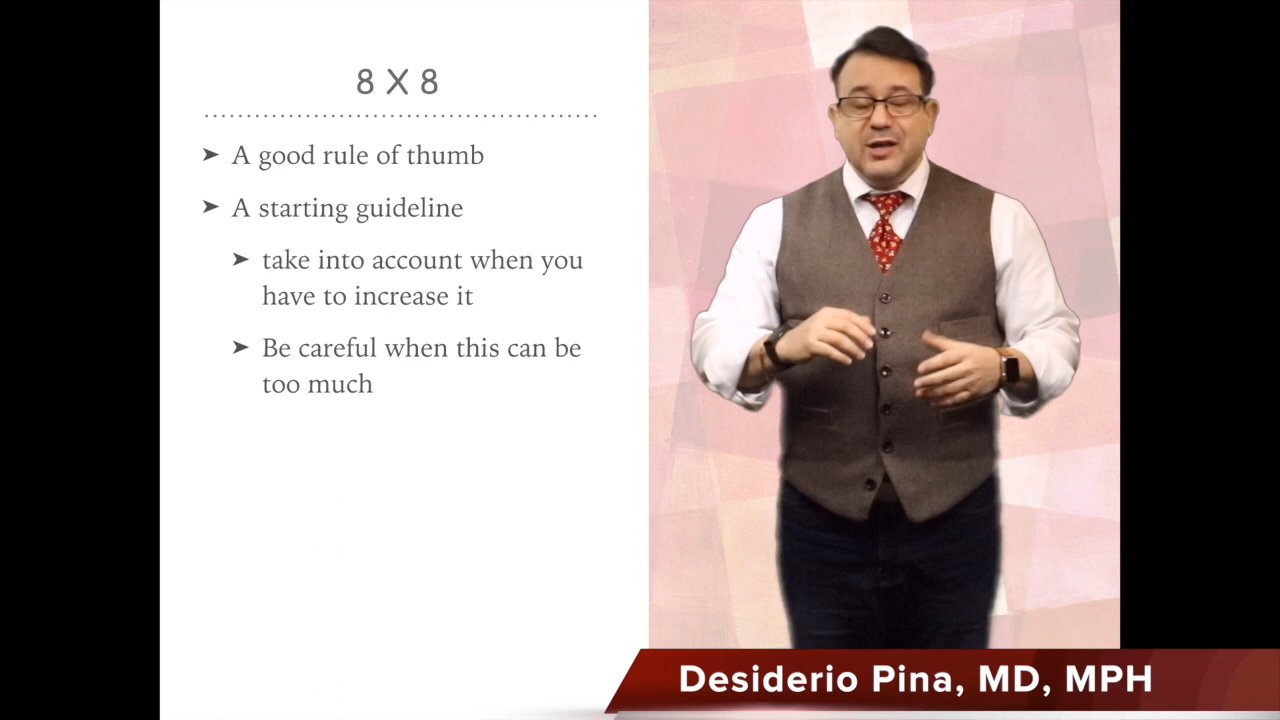 8 X 8
➤ A good rule of thumb
➤ A starting guideline
➤ take into account when you
have to increase it
➤ Be careful when this can be
too much
Desiderio Pina, MD, MPH